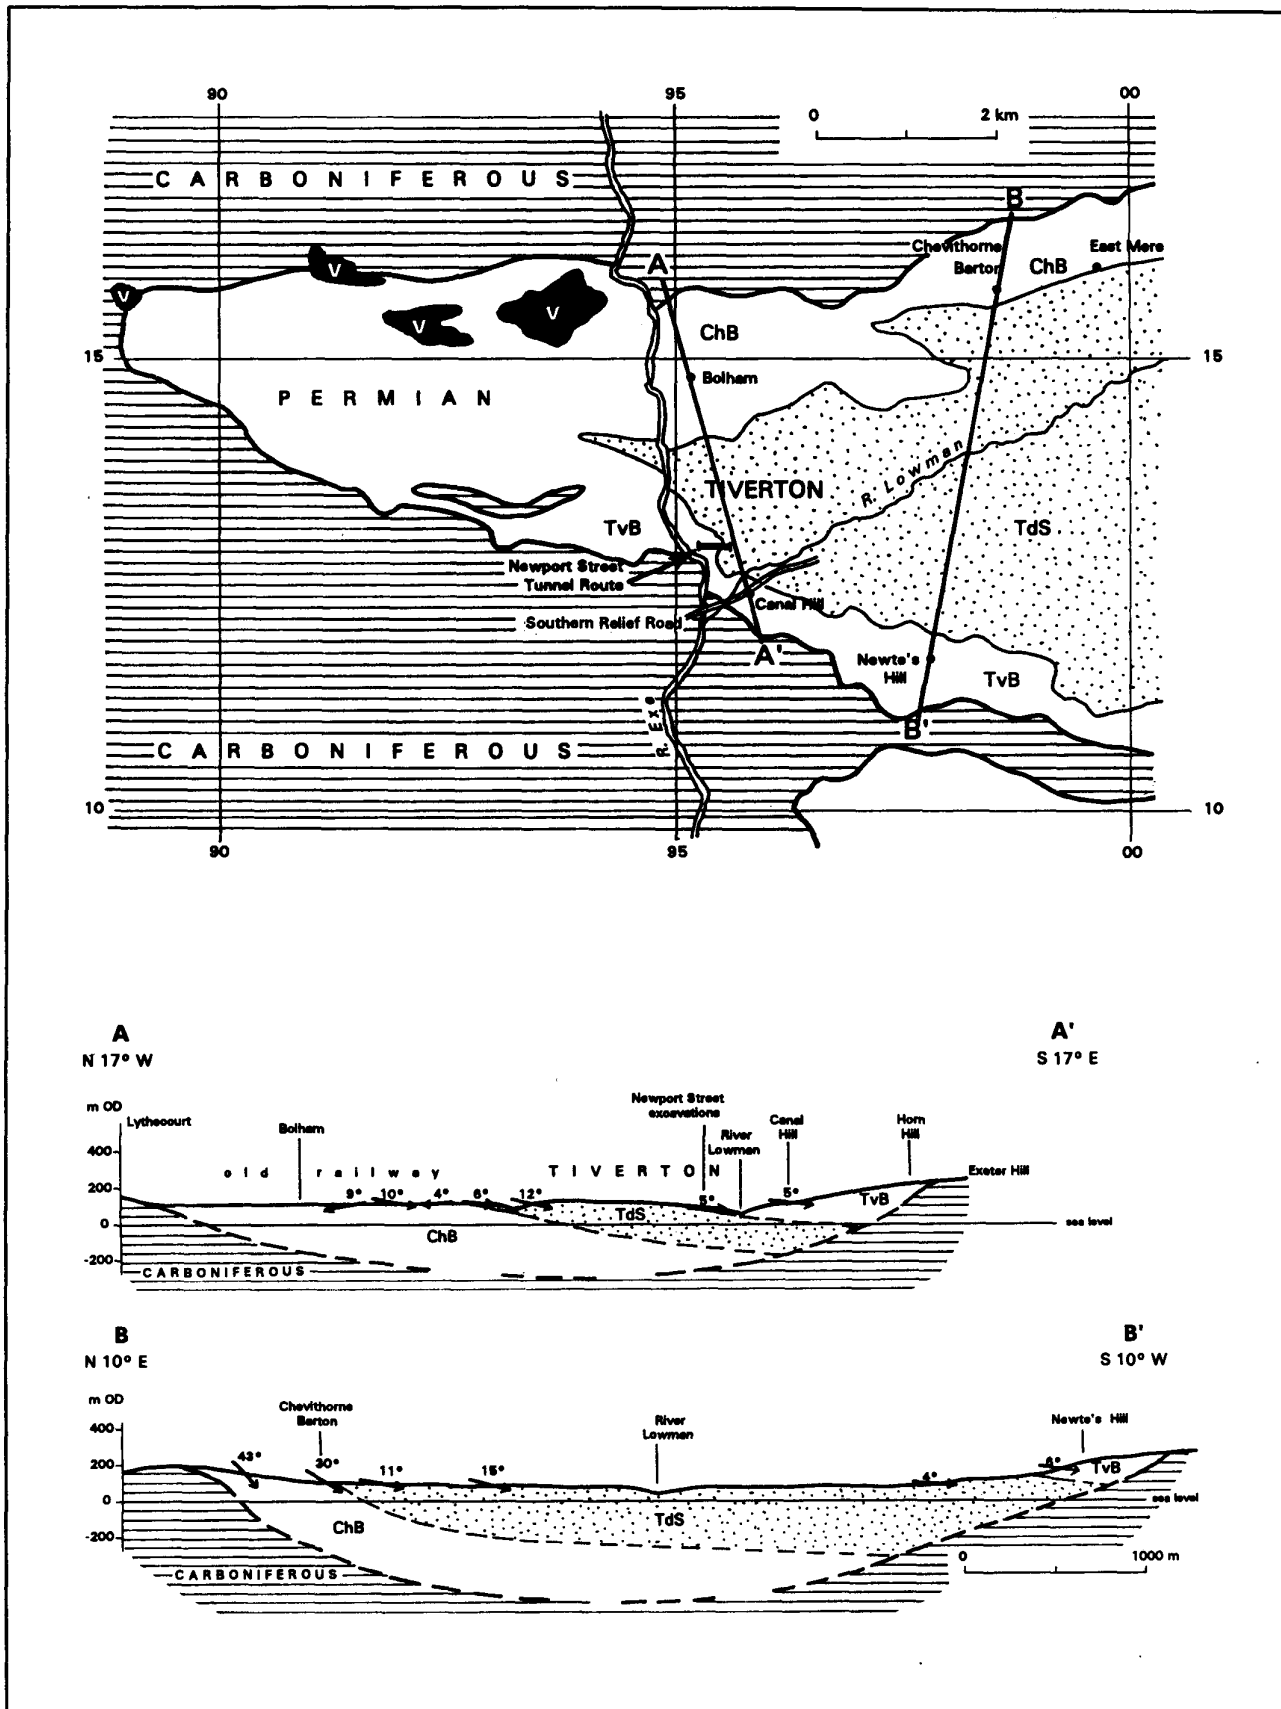 90 95 00
0 2 km
CARBONIFEROUS
B
Chevithorne
Barton
East Mere
A
ChB
V
V
V
V
ChB
15 15
Bolham
PERMIAN
R. Lowman
TIVERTON
TvB
TdS
Newport Street
Tunnel Route
Canal Hill
Southern Relief Road
A'
Newte's
Hill
TvB
R. Exe
B'
CARBONIFEROUS
10 10
90 95 00
A A'
N 17° W S 17° E
m OD
Lythecourt
Bolham
Newport Street
excavations
River
Lowman
Canal
Hill
Horn
Hill
400
old railway
TIVERTON
Exeter Hill
200
9° 10° 4° 6° 12° 5° 5°
TvB
TdS
0
sea level
ChB
-200
CARBONIFEROUS
B B'
N 10° E S 10° W
m OD
Chevithorne
Barton
River
Lowman
Newte's Hill
400
43° 30° 11° 15° 4° 6°
TvB
200
0
sea level
ChB
TdS
-200
0 1000 m
CARBONIFEROUS